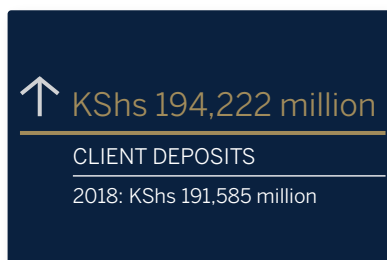 KShs 194,222 million
CLIENT DEPOSITS
2018: KShs 191,585 million